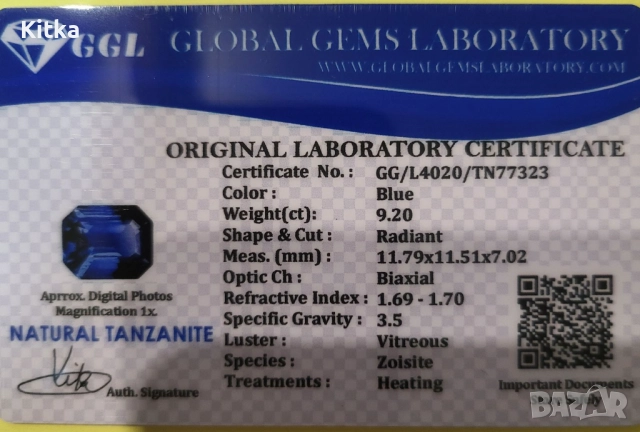 Kitka
GGL GLOBAL GEMS LABORATORY
WWW.GLOBALGEMSLABORATORY.COM
ORIGINAL LABORATORY CERTIFICATE
Certificate No. : GG/L4020/TN77323
Color : Blue
Weight(ct): 9.20
Shape & Cut : Radiant
Meas. (mm) : 11.79x11.51x7.02
Optic Ch : Biaxial
Refractive Index : 1.69 - 1.70
Specific Gravity : 3.5
Luster : Vitreous
Species : Zoisite
Treatments : Heating
Aprrox. Digital Photos
Magnification 1x.
NATURAL TANZANITE
Auth. Signature
Important Documents
BAZAR